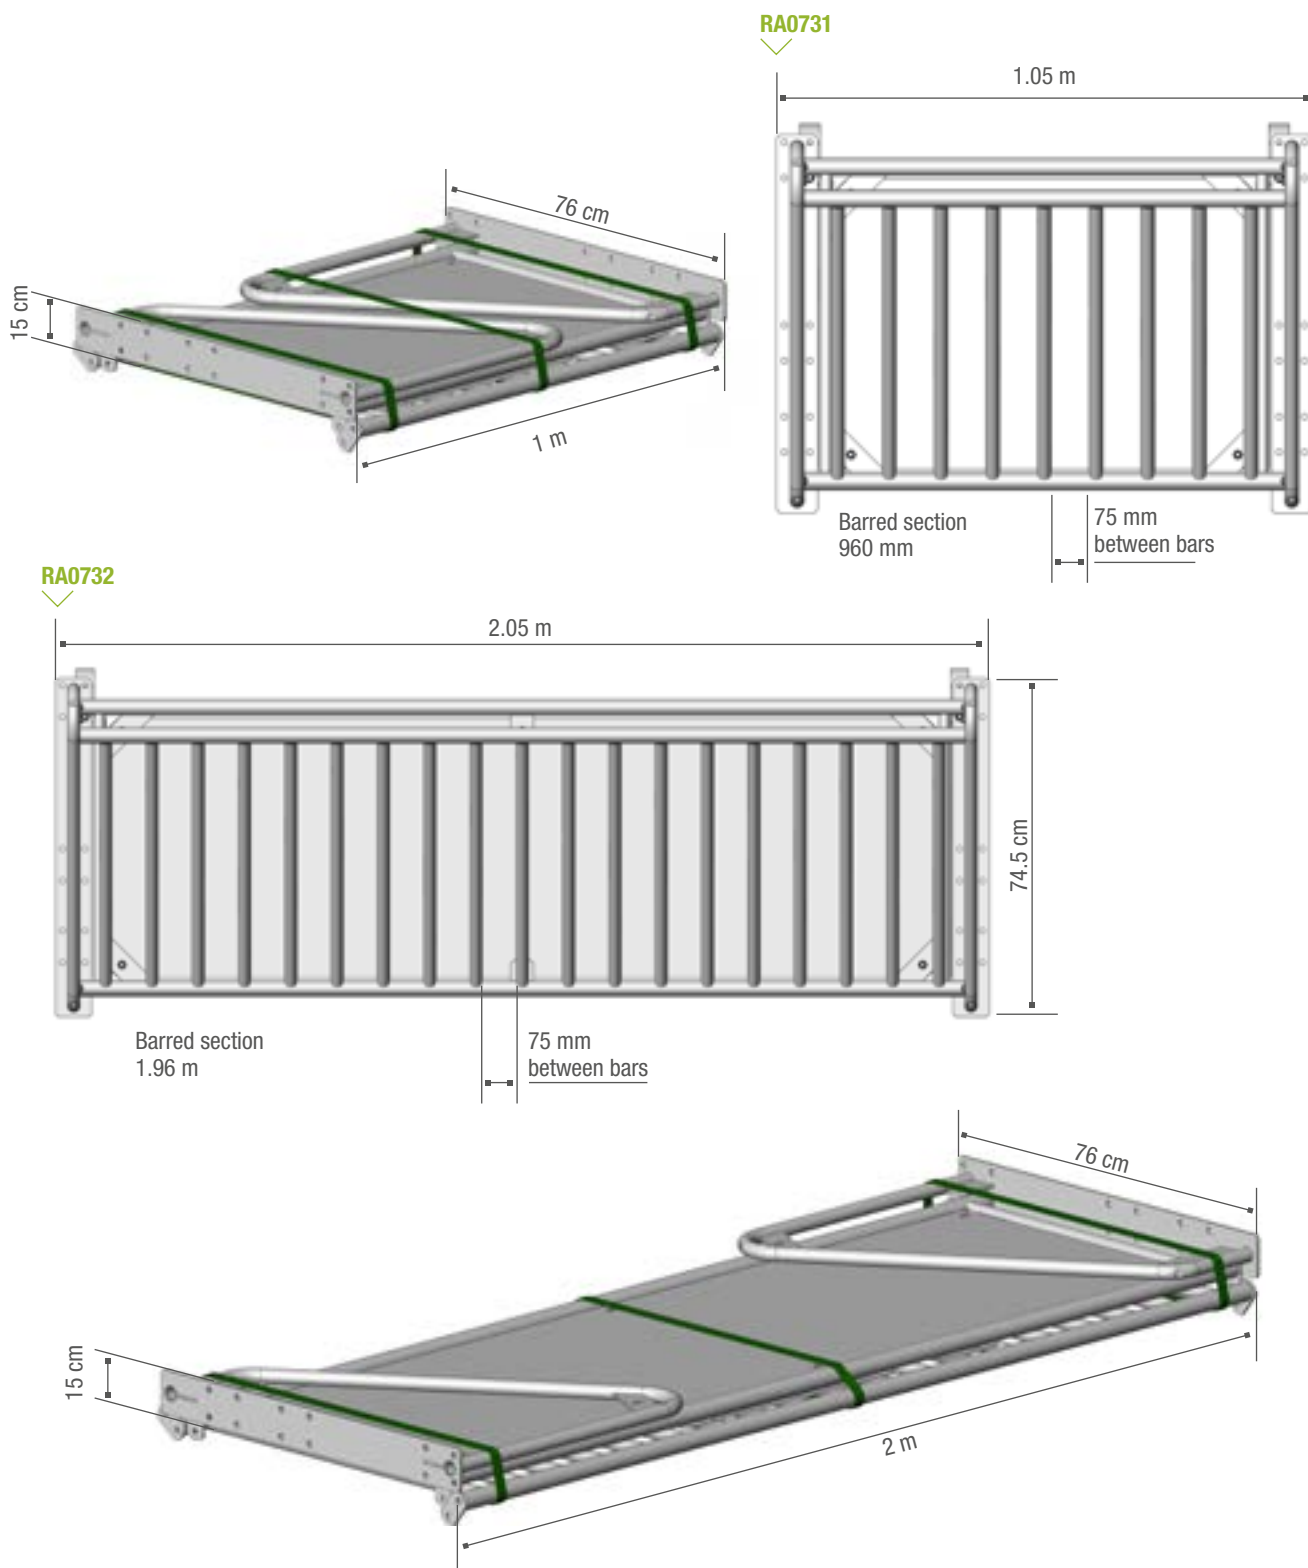 RA0731
1.05 m
76 cm
15 cm
1 m
Barred section
960 mm
75 mm
between bars
RA0732
2.05 m
74.5 cm
Barred section
1.96 m
75 mm
between bars
76 cm
15 cm
2 m